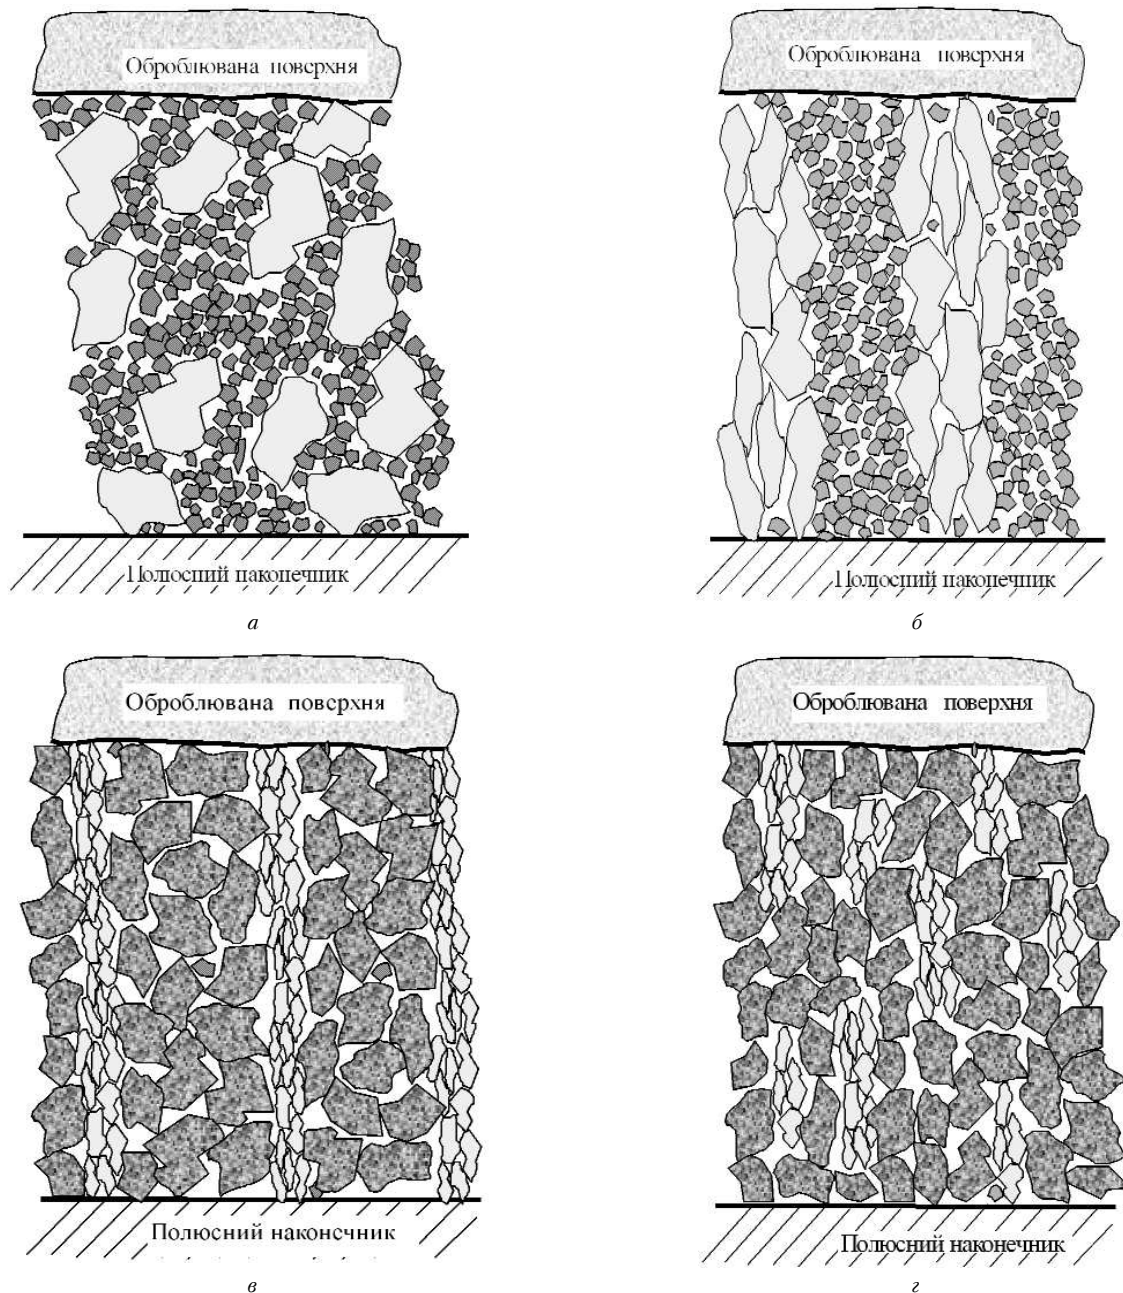 Оброблювана поверхня
Оброблювана поверхня
Полюсний наконечник
Полюсний наконечник
а
б
Оброблювана поверхня
Оброблювана поверхня
Полюсний наконечник
Полюсний наконечник
в
г